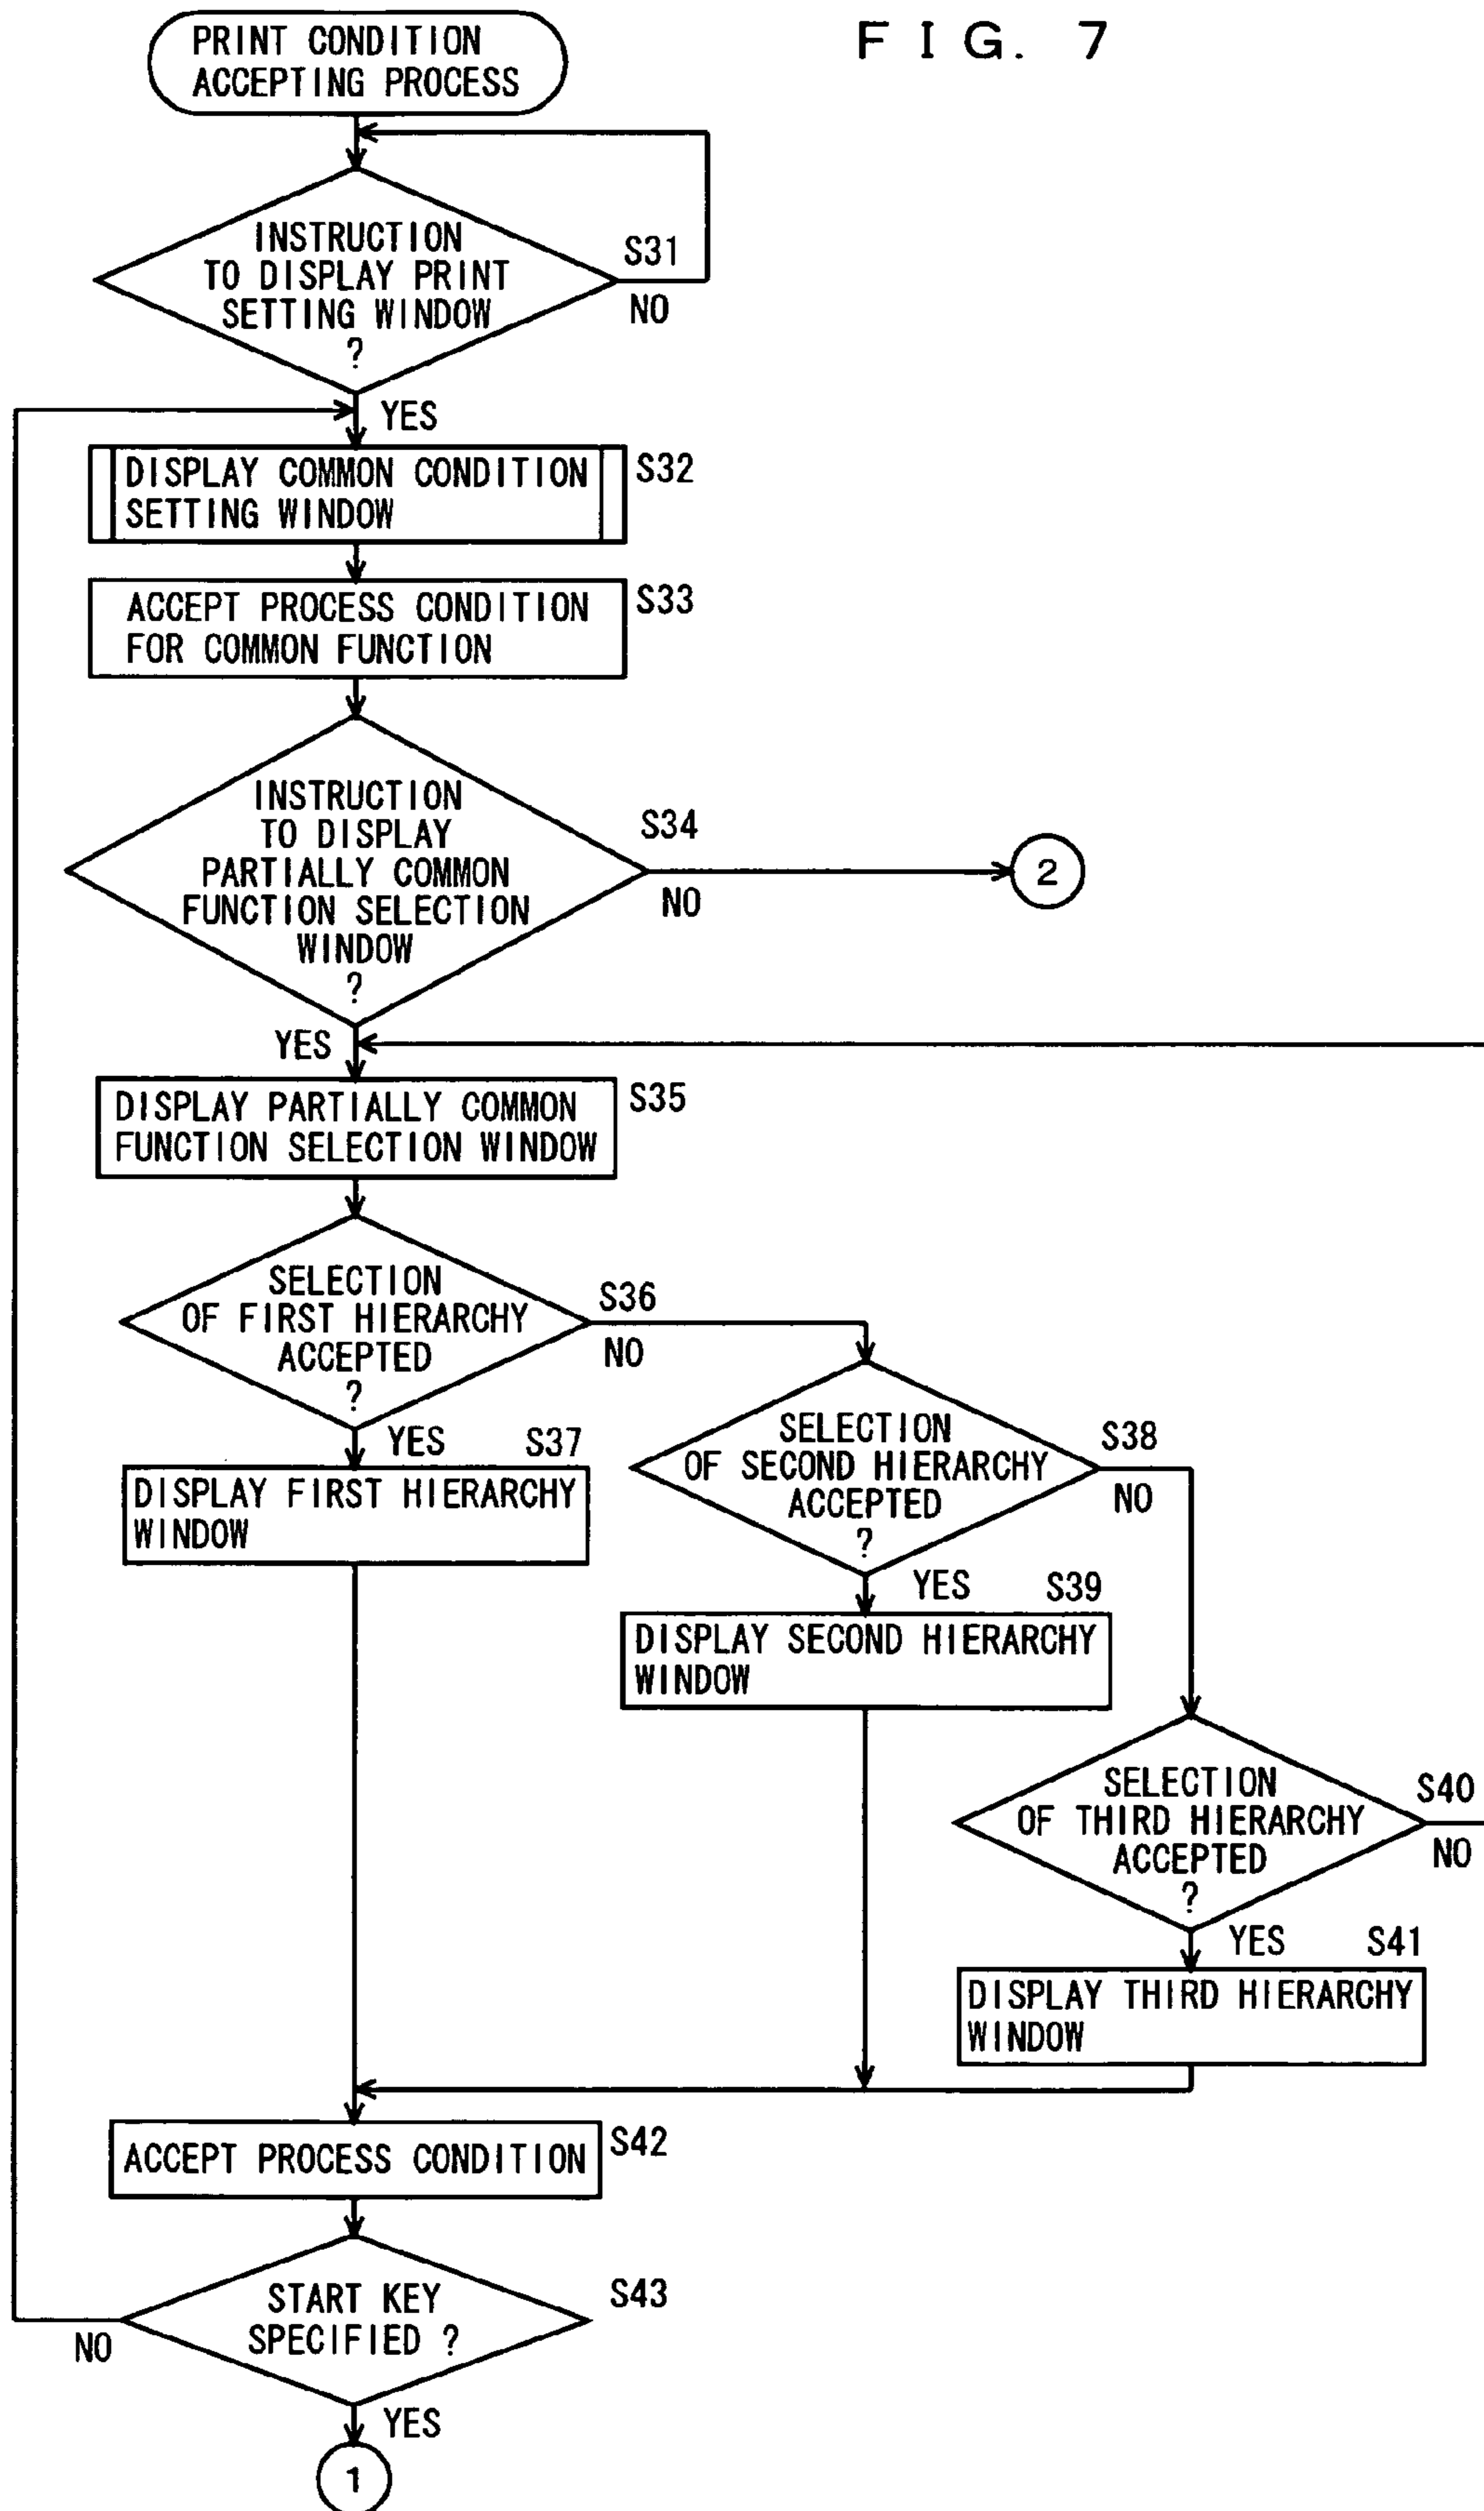 FIG. 7
PRINT CONDITION
ACCEPTING PROCESS
INSTRUCTION
TO DISPLAY PRINT
SETTING WINDOW
?
S31
NO
YES
DISPLAY COMMON CONDITION
SETTING WINDOW
S32
ACCEPT PROCESS CONDITION
FOR COMMON FUNCTION
S33
INSTRUCTION
TO DISPLAY
PARTIALLY COMMON
FUNCTION SELECTION
WINDOW
?
S34
NO
2
YES
DISPLAY PARTIALLY COMMON
FUNCTION SELECTION WINDOW
S35
SELECTION
OF FIRST HIERARCHY
ACCEPTED
?
S36
NO
YES
S37
DISPLAY FIRST HIERARCHY
WINDOW
SELECTION
OF SECOND HIERARCHY
ACCEPTED
?
S38
NO
YES
S39
DISPLAY SECOND HIERARCHY
WINDOW
SELECTION
OF THIRD HIERARCHY
ACCEPTED
?
S40
NO
YES
S41
DISPLAY THIRD HIERARCHY
WINDOW
ACCEPT PROCESS CONDITION
S42
START KEY
SPECIFIED ?
S43
NO
YES
1